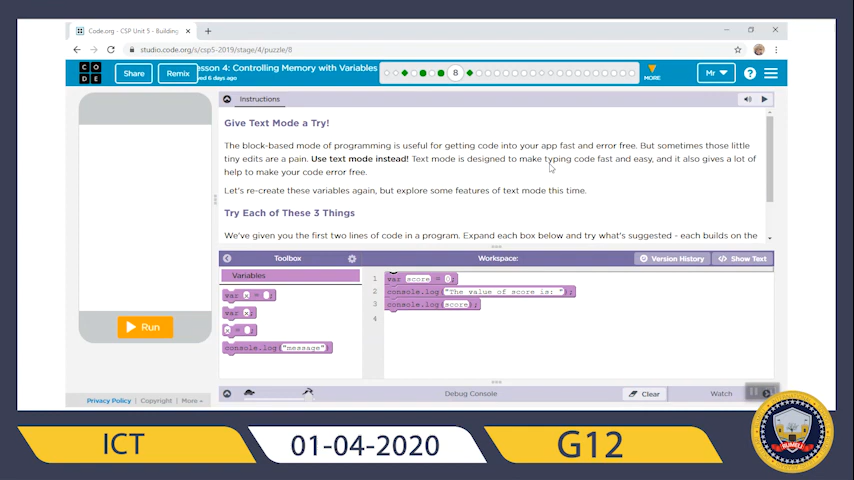 Code.org - CSP Unit 5 - Building
studio.code.org/s/csp5-2019/stage/4/puzzle/8
CODE
Share
Remix
esson 4: Controlling Memory with Variables
ved 6 days ago
8
MORE
Mr
Instructions
Give Text Mode a Try!
The block-based mode of programming is useful for getting code into your app fast and error free. But sometimes those little
tiny edits are a pain. Use text mode instead! Text mode is designed to make typing code fast and easy, and it also gives a lot of
help to make your code error free.
Let's re-create these variables again, but explore some features of text mode this time.
Try Each of These 3 Things
We've given you the first two lines of code in a program. Expand each box below and try what's suggested - each builds on the
Toolbox
Workspace:
Version History
Show Text
Variables
var x = ;
var x;
x = ;
console.log("message")
1 var score = 0;
2 console.log("The value of score is: ");
3 console.log(score);
4
Run
Debug Console
Clear
Watch
Privacy Policy | Copyright | More
ICT
01-04-2020
G12